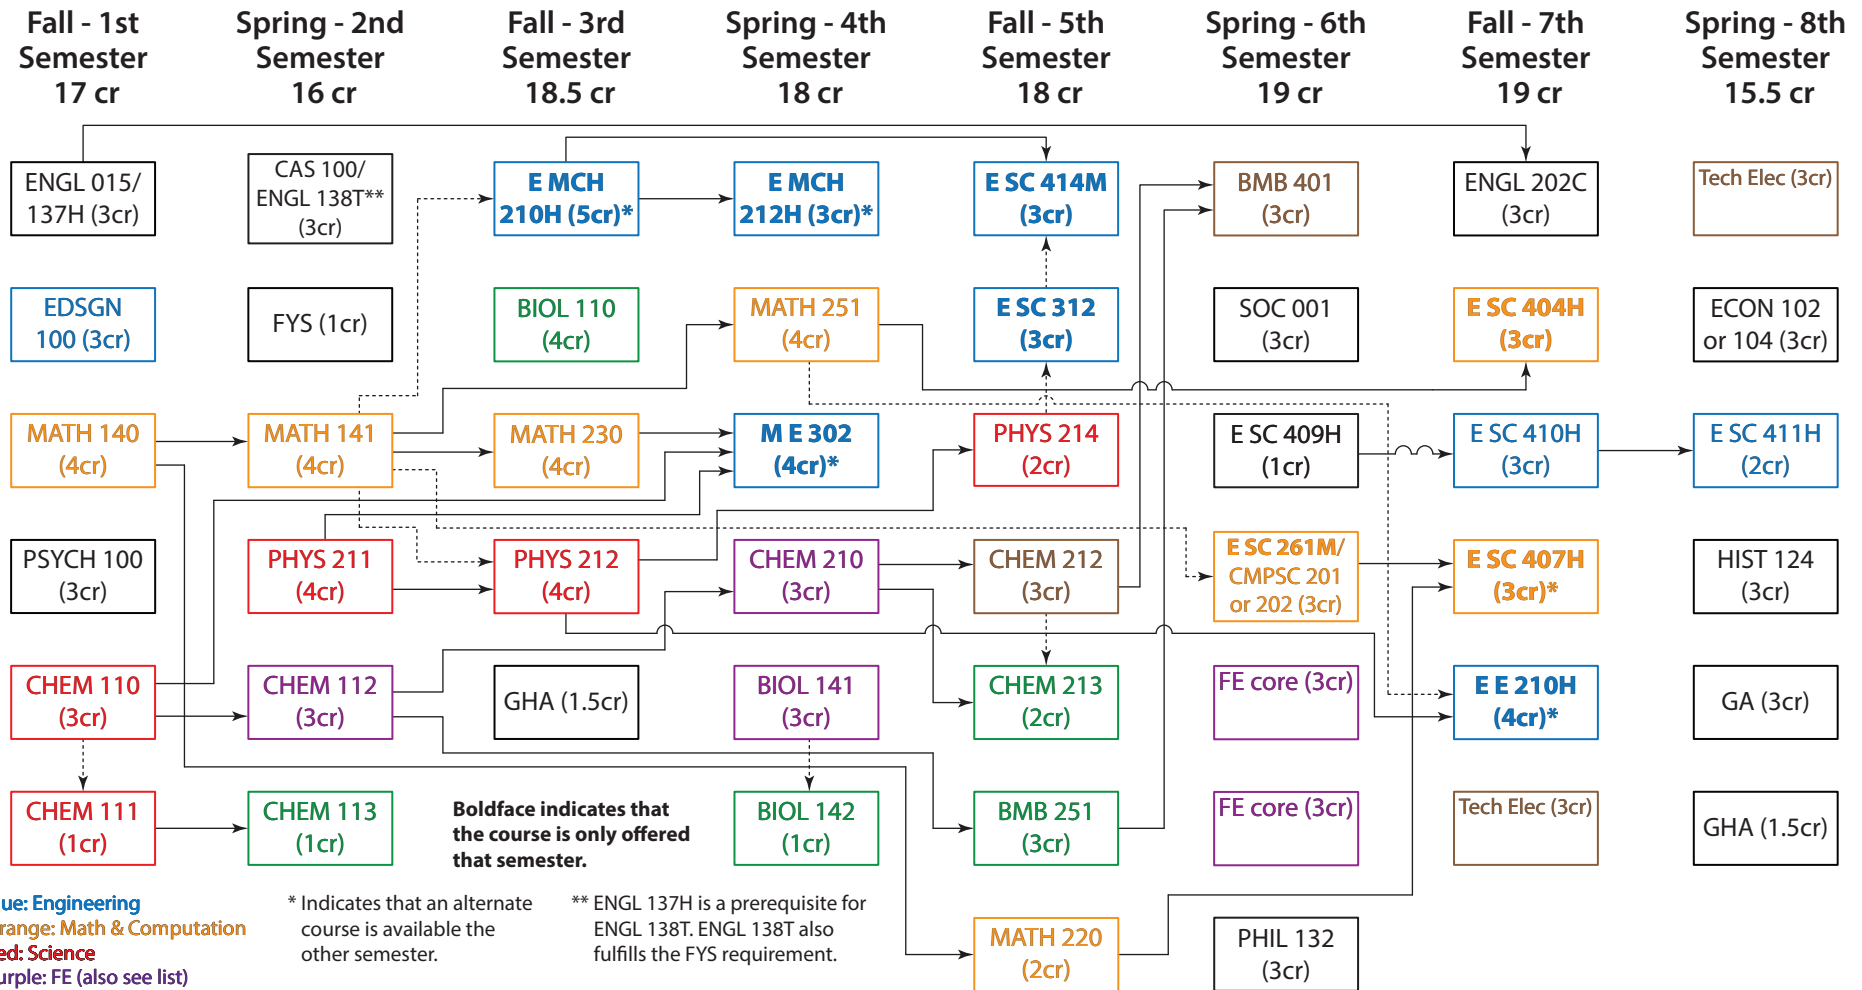 Fall - 1st
Semester
17 cr
Spring - 2nd
Semester
16 cr
Fall - 3rd
Semester
18.5 cr
Spring - 4th
Semester
18 cr
Fall - 5th
Semester
18 cr
Spring - 6th
Semester
19 cr
Fall - 7th
Semester
19 cr
Spring - 8th
Semester
15.5 cr
ENGL 015/
137H (3cr)
CAS 100/
ENGL 138T**
(3cr)
E MCH
210H (5cr)*
E MCH
212H (3cr)*
E SC 414M
(3cr)
BMB 401
(3cr)
ENGL 202C
(3cr)
Tech Elec (3cr)
EDSGN
100 (3cr)
FYS (1cr)
BIOL 110
(4cr)
MATH 251
(4cr)
E SC 312
(3cr)
SOC 001
(3cr)
E SC 404H
(3cr)
ECON 102
or 104 (3cr)
MATH 140
(4cr)
MATH 141
(4cr)
MATH 230
(4cr)
M E 302
(4cr)*
PHYS 214
(2cr)
E SC 409H
(1cr)
E SC 410H
(3cr)
E SC 411H
(2cr)
PSYCH 100
(3cr)
PHYS 211
(4cr)
PHYS 212
(4cr)
CHEM 210
(3cr)
CHEM 212
(3cr)
E SC 261M/
CMPSC 201
or 202 (3cr)
E SC 407H
(3cr)*
HIST 124
(3cr)
CHEM 110
(3cr)
CHEM 112
(3cr)
GHA (1.5cr)
BIOL 141
(3cr)
CHEM 213
(2cr)
FE core (3cr)
E E 210H
(4cr)*
GA (3cr)
CHEM 111
(1cr)
CHEM 113
(1cr)
Boldface indicates that
the course is only offered
that semester.
BIOL 142
(1cr)
BMB 251
(3cr)
FE core (3cr)
Tech Elec (3cr)
GHA (1.5cr)
ue: Engineering
range: Math & Computation
ed: Science
urple: FE (also see list)
* Indicates that an alternate
course is available the
other semester.
** ENGL 137H is a prerequisite for
ENGL 138T. ENGL 138T also
fulfills the FYS requirement.
MATH 220
(2cr)
PHIL 132
(3cr)